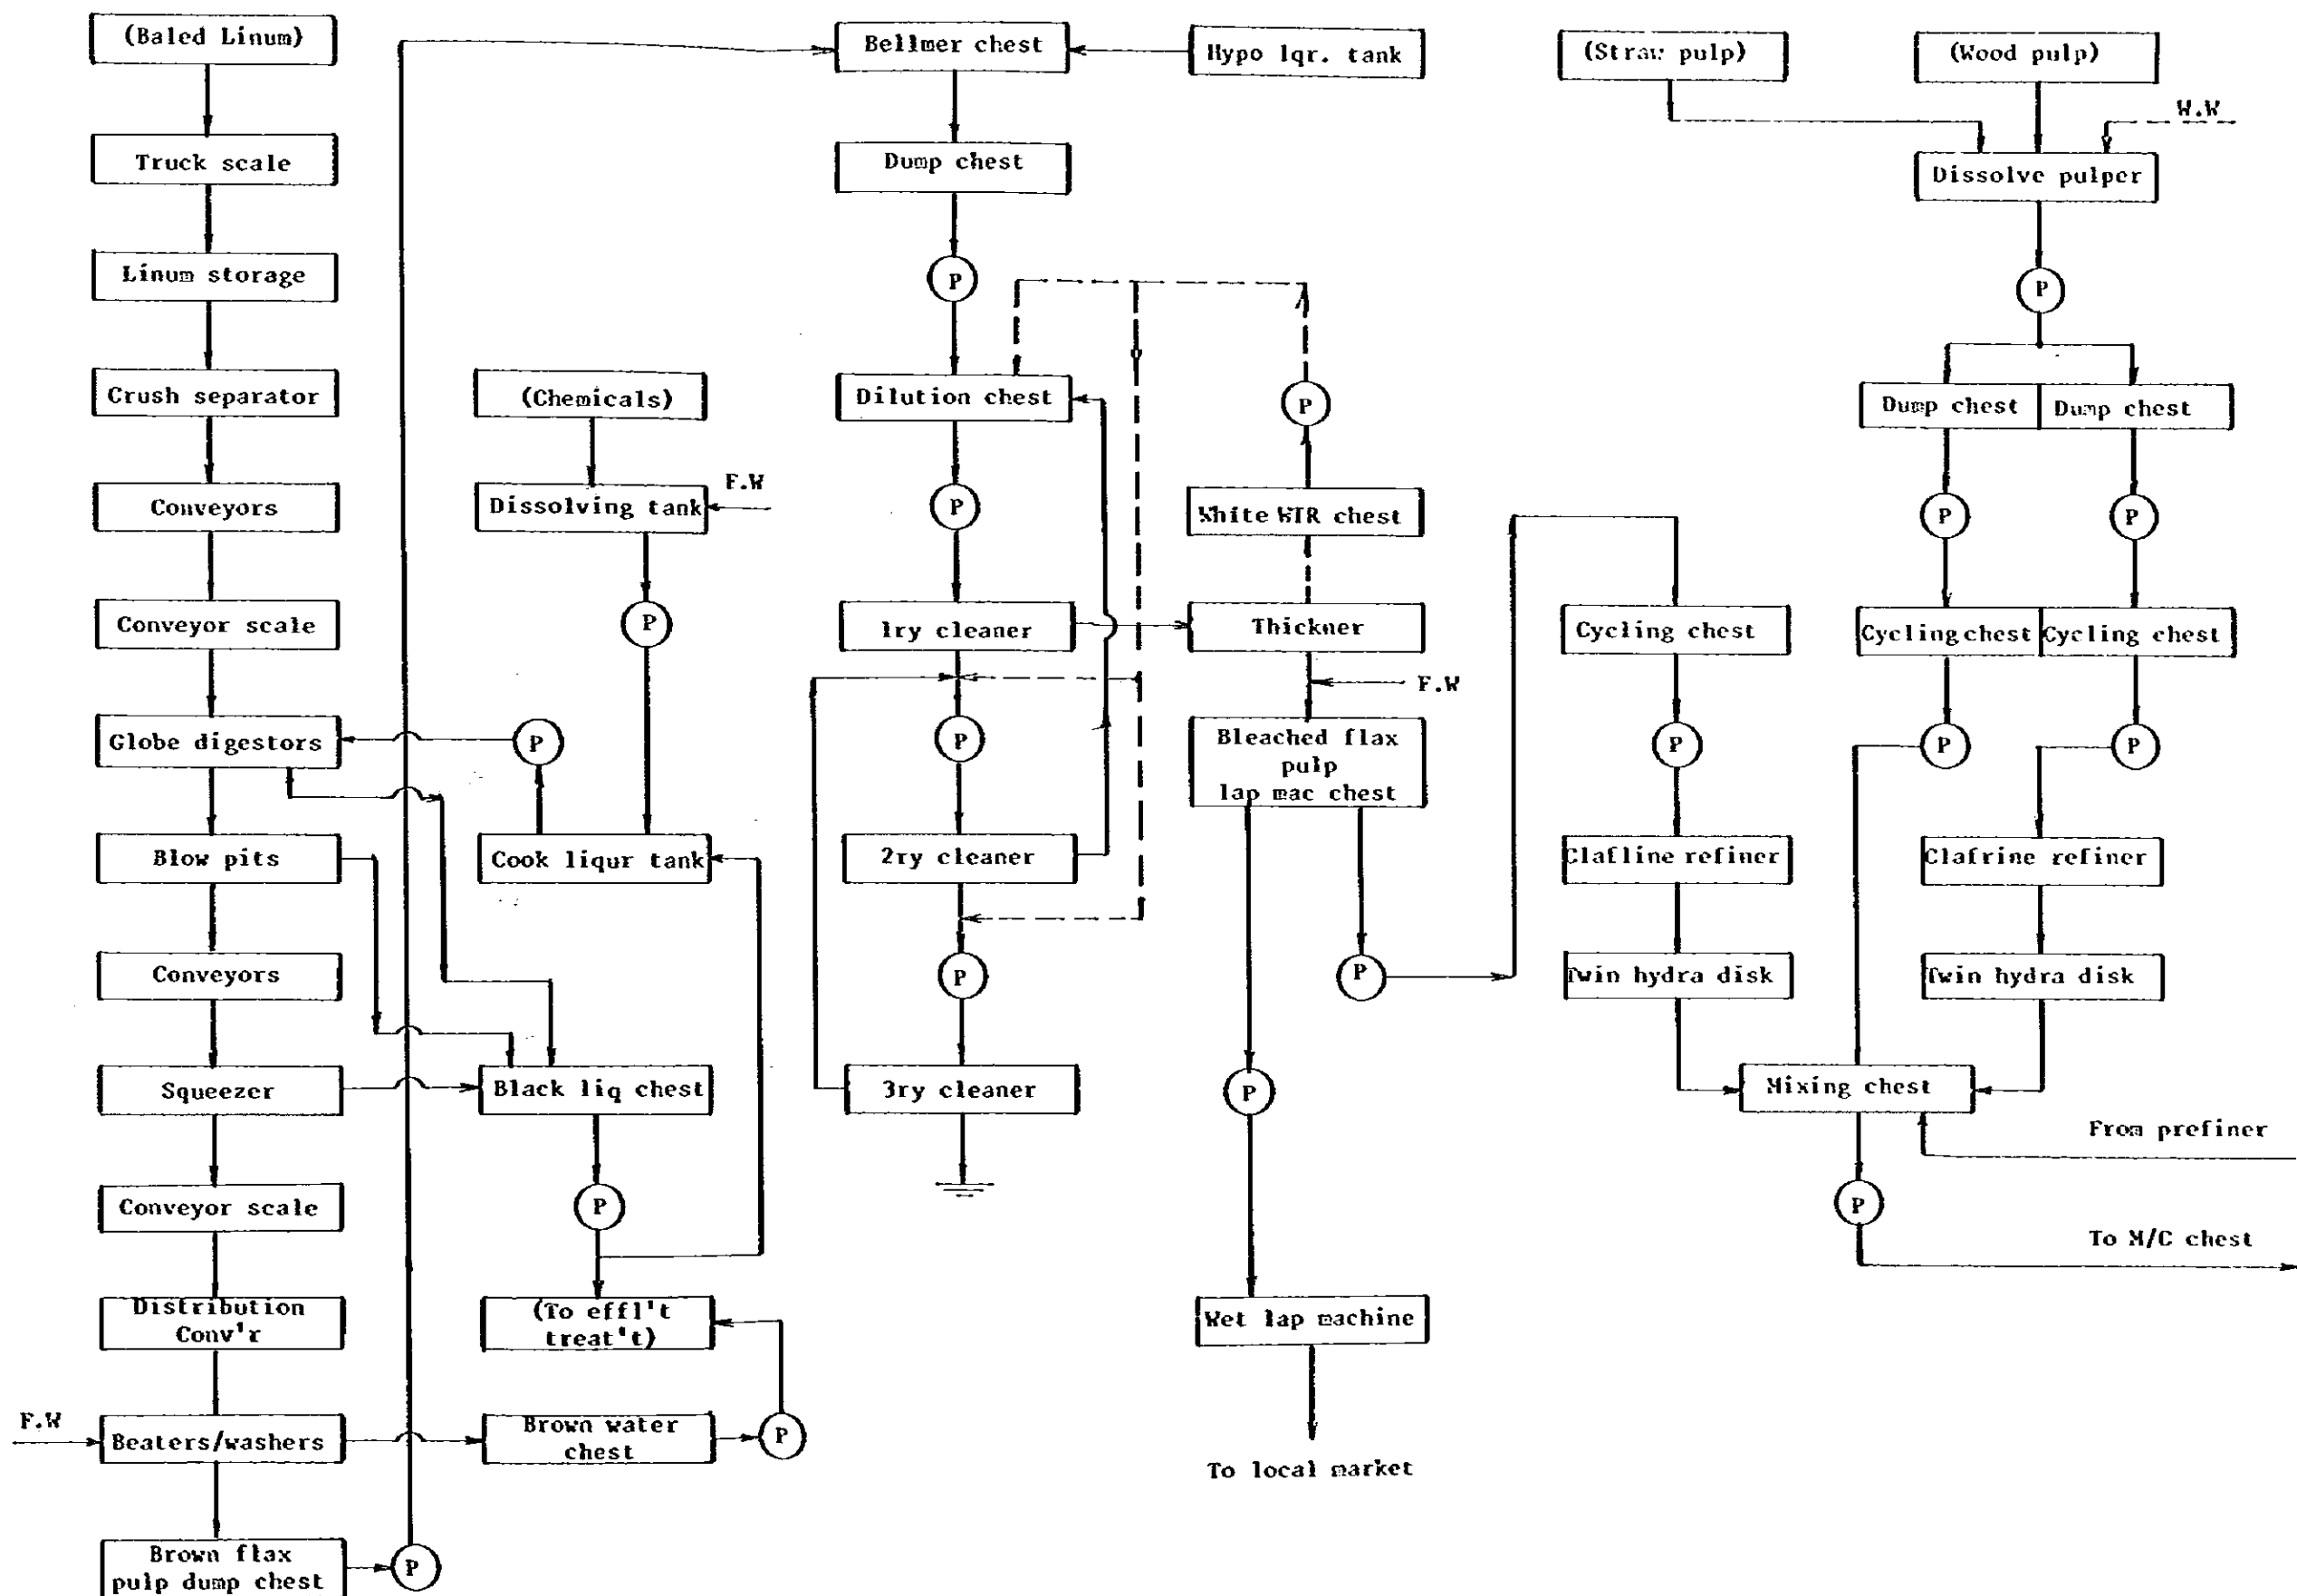 (Baled Linum)
Truck scale
Linum storage
Crush separator
Conveyors
Conveyor scale
Globe digestors
Blow pits
Conveyors
Squeezer
Conveyor scale
Distribution
Conv'r
F.W
Beaters/washers
Brown flax
pulp dump chest
P
(Chemicals)
F.W
Dissolving tank
P
P
Cook liqur tank
Black liq chest
P
(To effl't
treat't)
Brown water
chest
P
Bellmer chest
Hypo lqr. tank
Dump chest
P
Dilution chest
P
1ry cleaner
P
2ry cleaner
P
3ry cleaner
P
White WTR chest
Thickner
F.W
Bleached flax
pulp
lap mac chest
P
P
Wet lap machine
To local market
(Straw pulp)
(Wood pulp)
W.W
Dissolve pulper
P
Dump chest
Dump chest
P
P
Cycling chest
Cycling chest
Cycling chest
P
P
P
Clafline refiner
Clafrine refiner
Twin hydra disk
Twin hydra disk
Mixing chest
From prefiner
P
To M/C chest